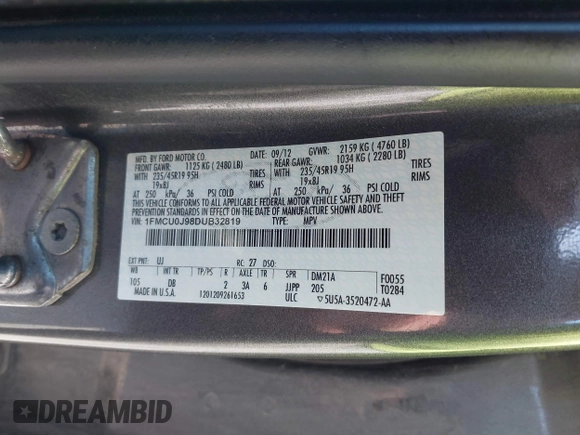 MFD. BY FORD MOTOR CO. 09/12 GVWR: 2159 KG ( 4760 LB)
FRONT GAWR: 1125 KG ( 2480 LB) REAR GAWR: 1034 KG ( 2280 LB)
WITH TIRES WITH TIRES
235/45R19 95H 235/45R19 95H
19x8J RIMS 19x8J RIMS
AT 250 kPa/ 36 PSI COLD AT 250 kPa/ 36 PSI COLD
THIS VEHICLE CONFORMS TO ALL APPLICABLE FEDERAL MOTOR VEHICLE SAFETY AND THEFT
PREVENTION STANDARDS IN EFFECT ON THE DATE OF MANUFACTURE SHOWN ABOVE.
VIN: 1FMCU0J98DUB32819 TYPE: MPV
EXT PNT: UJ RC: 27 DSO:
WB INT TR TP/PS R AXLE TR SPR DM21A F0055
105 DB 2 3A 6 JJPP 205 T0284
MADE IN U.S.A. 1201209261653 ULC 5U5A-3520472-AA
DREAMBID